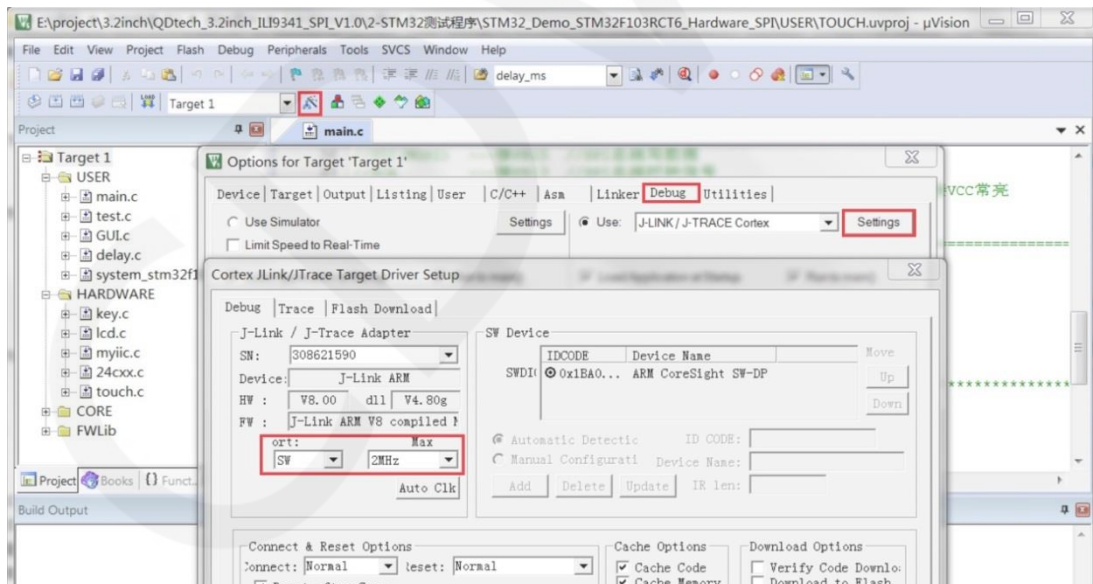 E:\project\3.2inch\QDtech_3.2inch_ILI9341_SPI_V1.0\2-STM32测试程序\STM32_Demo_STM32F103RCT6_Hardware_SPI\USER\TOUCH.uvproj - µVision
File Edit View Project Flash Debug Peripherals Tools SVCS Window Help
delay_ms
LOAD Target 1
Project main.c
Target 1
USER
main.c
test.c
GUI.c
delay.c
system_stm32f1
HARDWARE
key.c
lcd.c
myiic.c
24cxx.c
touch.c
CORE
FWLib
Project Books {} Funct...
Build Output
VCC常亮
==============
**************
Options for Target 'Target 1'
Device Target Output Listing User C/C++ Asm Linker Debug Utilities
Use Simulator Settings Use: J-LINK / J-TRACE Cortex Settings
Limit Speed to Real-Time
Cortex JLink/JTrace Target Driver Setup
Debug Trace Flash Download
J-Link / J-Trace Adapter
SN: 308621590
Device: J-Link ARM
HW : V8.00 dll V4.80g
FW : J-Link ARM V8 compiled
ort: Max
SW 2MHz
Auto Clk
SW Device
IDCODE Device Name Move
SWDI 0x1BA0... ARM CoreSight SW-DP Up
Down
Automatic Detectic ID CODE:
Manual Configurati Device Name:
Add Delete Update IR len:
Connect & Reset Options
Connect: Normal leset: Normal
Cache Options
Cache Code
Cache Memory
Download Options
Verify Code Downlo
Download to Flash